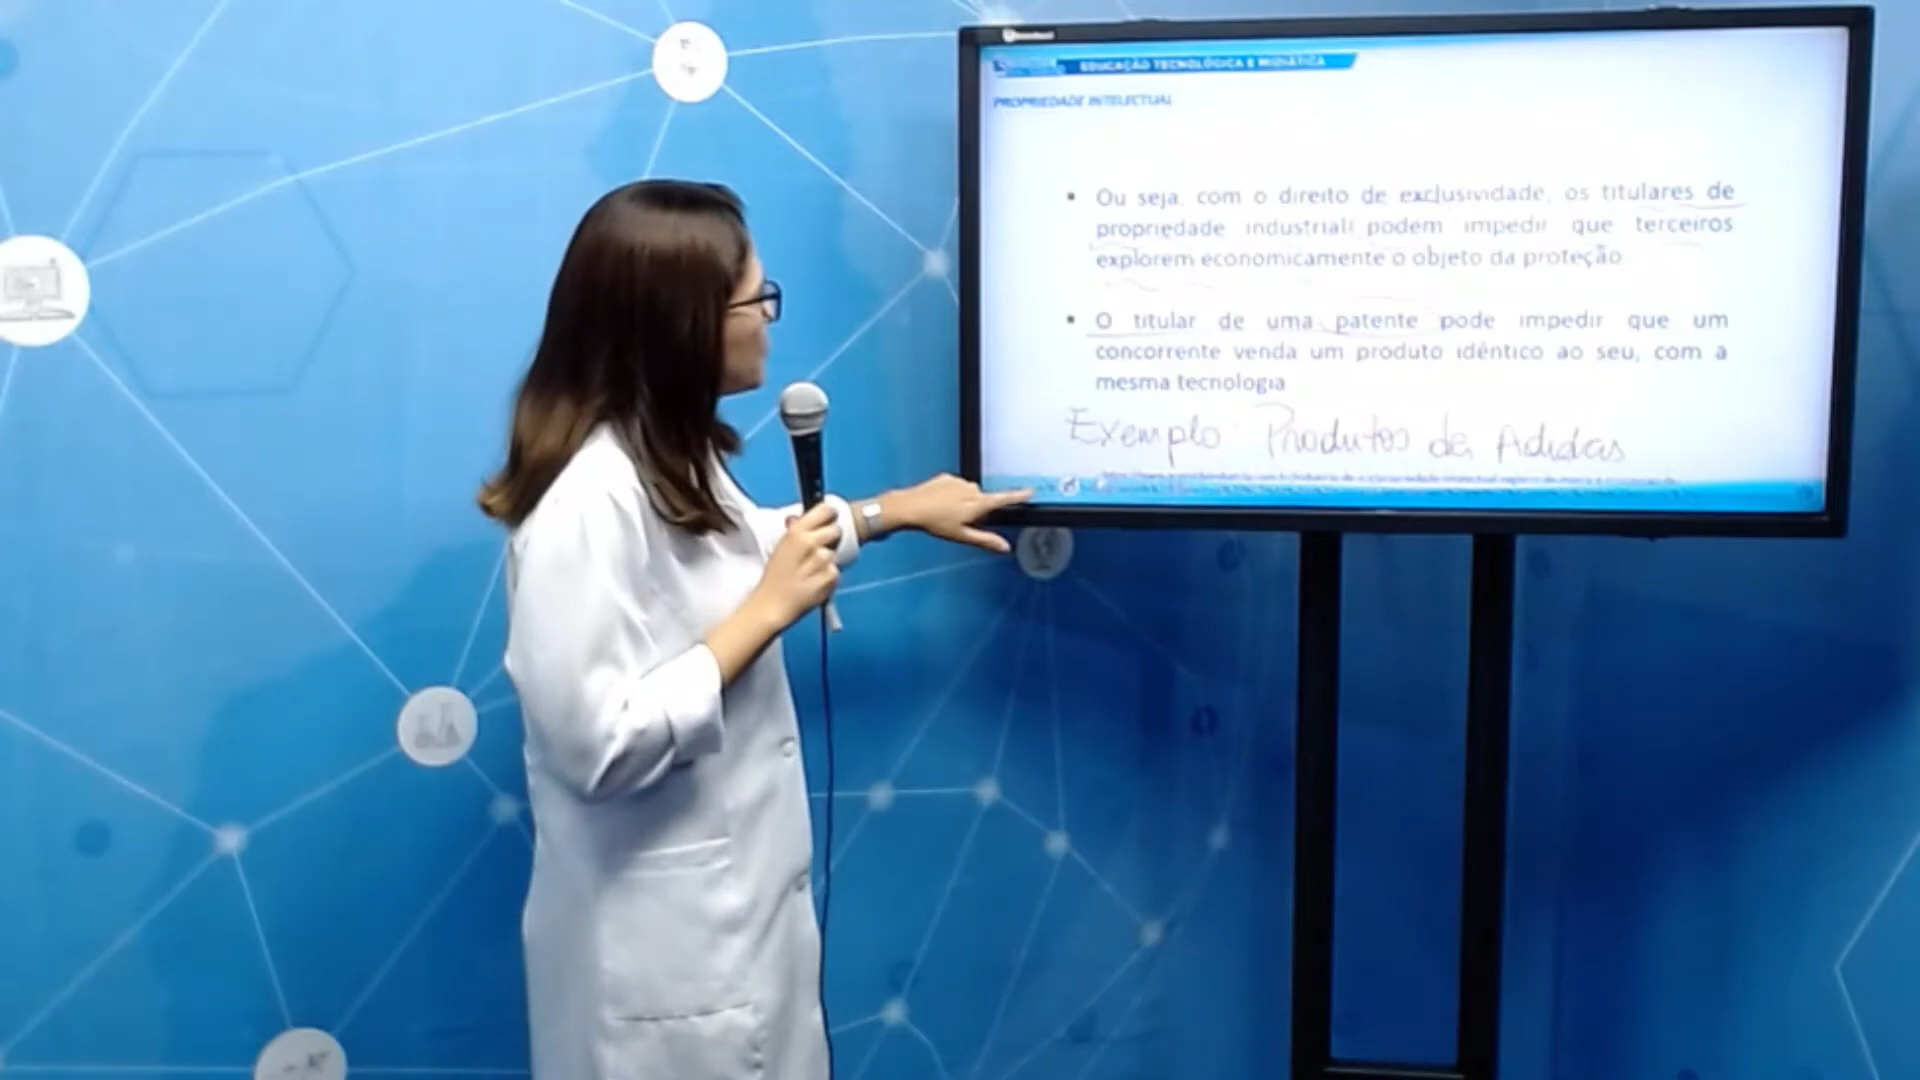 EDUCAÇÃO TECNOLÓGICA E MIDIÁTICA
PROPRIEDADE INTELECTUAL
▪ Ou seja, com o direito de exclusividade, os titulares de
propriedade industrial podem impedir que terceiros
explorem economicamente o objeto da proteção
▪ O titular de uma patente pode impedir que um
concorrente venda um produto idêntico ao seu, com a
mesma tecnologia
Exemplo Produtos da Adidas